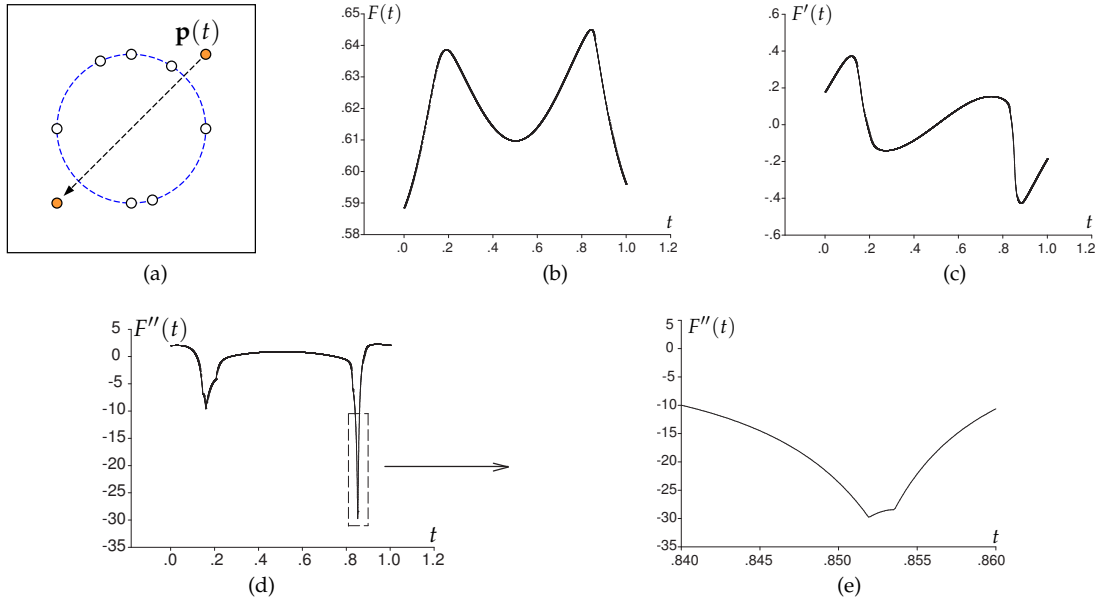 p(t)
(a)
F(t)
.65
.64
.63
.62
.61
.60
.59
.58
.0 .2 .4 .6 .8 1.0 1.2
t
(b)
F′(t)
.6
.4
.2
.0
-.2
-.4
-.6
.0 .2 .4 .6 .8 1.0 1.2
t
(c)
F″(t)
5
0
-5
-10
-15
-20
-25
-30
-35
.0 .2 .4 .6 .8 1.0 1.2
t
(d)
F″(t)
5
0
-5
-10
-15
-20
-25
-30
-35
.840 .845 .850 .855 .860
t
(e)